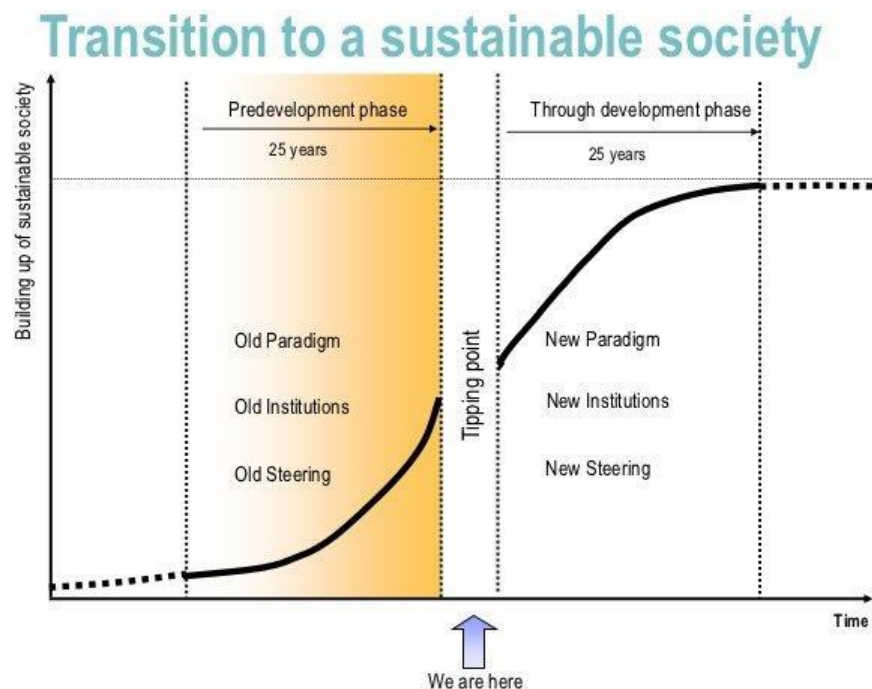 Transition to a sustainable society
Building up of sustainable society
Predevelopment phase
25 years
Through development phase
25 years
Old Paradigm
Old Institutions
Old Steering
Tipping point
New Paradigm
New Institutions
New Steering
Time
We are here